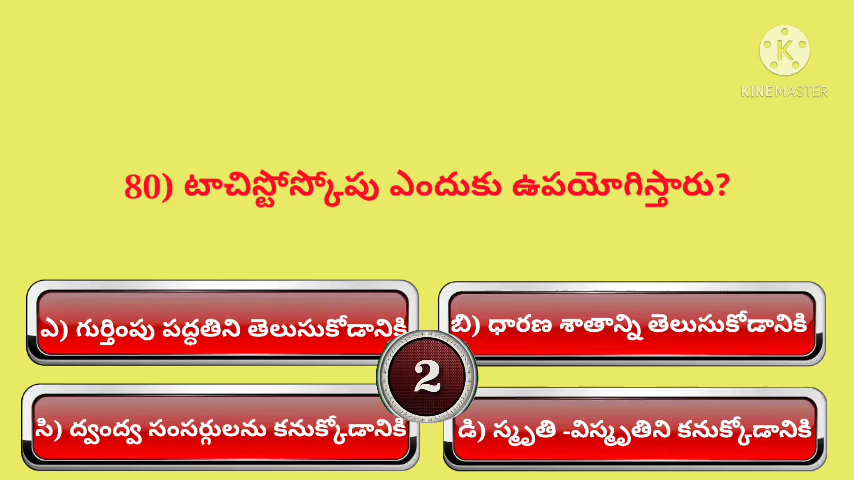 K
KINEMASTER
80) టాచిస్టోస్కోపు ఎందుకు ఉపయోగిస్తారు?
ఎ) గుర్తింపు పద్ధతిని తెలుసుకోడానికి
బి) ధారణ శాతాన్ని తెలుసుకోడానికి
2
సి) ద్వంద్వ సంసర్గులను కనుక్కోడానికి
డి) స్మృతి -విస్మృతిని కనుక్కోడానికి